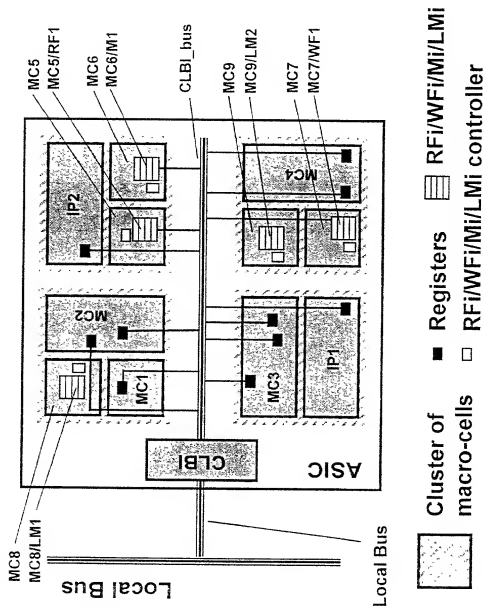 MC5
MC5/RF1
MC6
MC6/M1
CLBI_bus
MC9
MC9/LM2
MC7
MC7/WF1
IP2
MC4
MC2
MC1
MC3
IP1
CLBI
ASIC
MC8
MC8/LM1
Local Bus
Local Bus
Cluster of
macro-cells
Registers
RFi/WFi/Mi/LMi
RFi/WFi/Mi/LMi controller